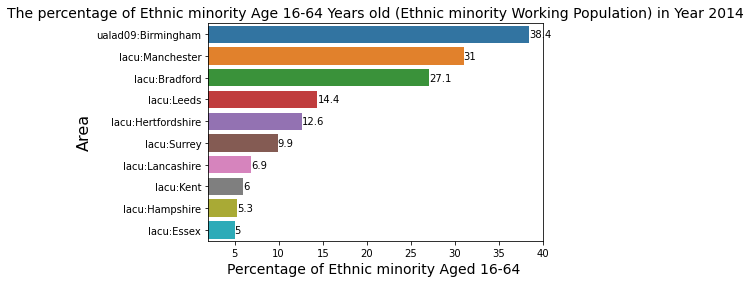 The percentage of Ethnic minority Age 16-64 Years old (Ethnic minority Working Population) in Year 2014
Area
ualad09:Birmingham 38.4
lacu:Manchester 31
lacu:Bradford 27.1
lacu:Leeds 14.4
lacu:Hertfordshire 12.6
lacu:Surrey 9.9
lacu:Lancashire 6.9
lacu:Kent 6
lacu:Hampshire 5.3
lacu:Essex 5
5 10 15 20 25 30 35 40
Percentage of Ethnic minority Aged 16-64